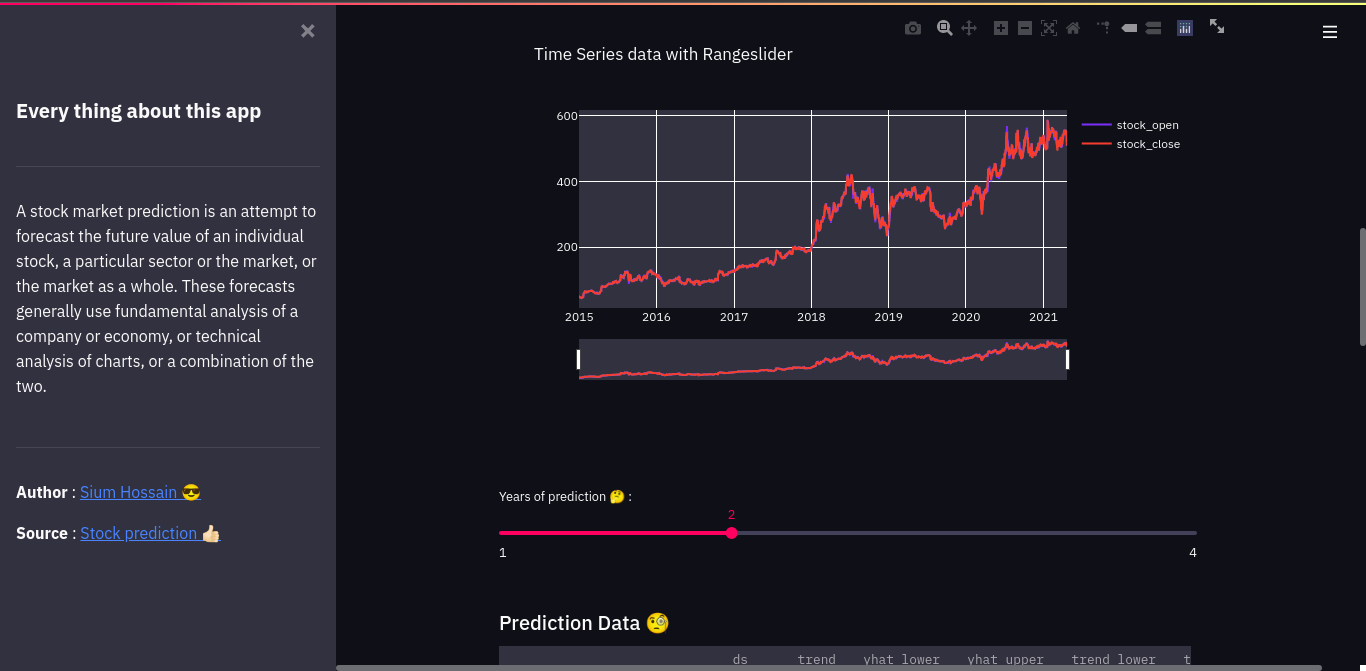 Every thing about this app
A stock market prediction is an attempt to
forecast the future value of an individual
stock, a particular sector or the market, or
the market as a whole. These forecasts
generally use fundamental analysis of a
company or economy, or technical
analysis of charts, or a combination of the
two.
Author : Sium Hossain 😎
Source : Stock prediction 👍🏻
Time Series data with Rangeslider
600
400
200
2015 2016 2017 2018 2019 2020 2021
stock_open
stock_close
Years of prediction 🤔 :
2
1 4
Prediction Data 🧐
ds trend yhat_lower yhat_upper trend_lower t